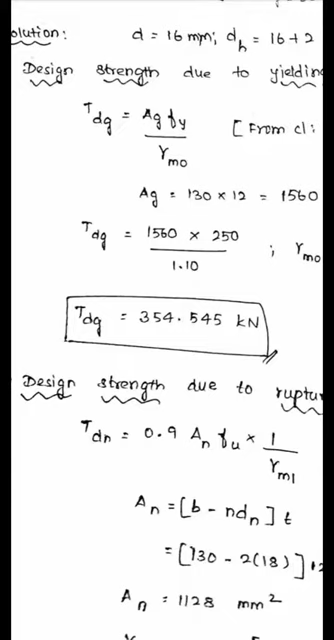 olution: d = 16 mm; dh = 16+2
Design strength due to yieldin
Tdg = Ag fy / γmo [From cl:
Ag = 130 × 12 = 1560
Tdg = 1560 × 250 / 1.10 ; γmo
Tdg = 354.545 kN
Design strength due to ruptur
Tdn = 0.9 An fu × 1 / γm1
An = [b - ndn] t
= [130 - 2(18)] 12
An = 1128 mm²